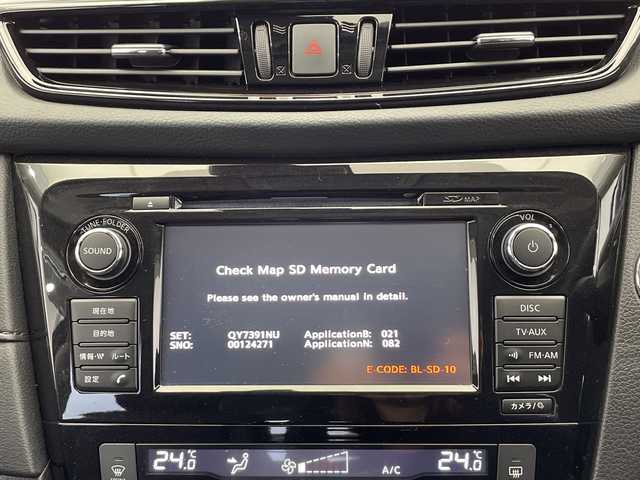 SD MAP
TUNE·FOLDER
SOUND
VOL
Check Map SD Memory Card
Please see the owner's manual in detail.
SET: QY7391NU ApplicationB: 021
SNO: 00124271 ApplicationN: 082
E-CODE: BL-SD-10
現在地
目的地
情報·VV ルート
設定
DISC
TV·AUX
FM·AM
カメラ/
24.0 °C
A/C
24.0 °C